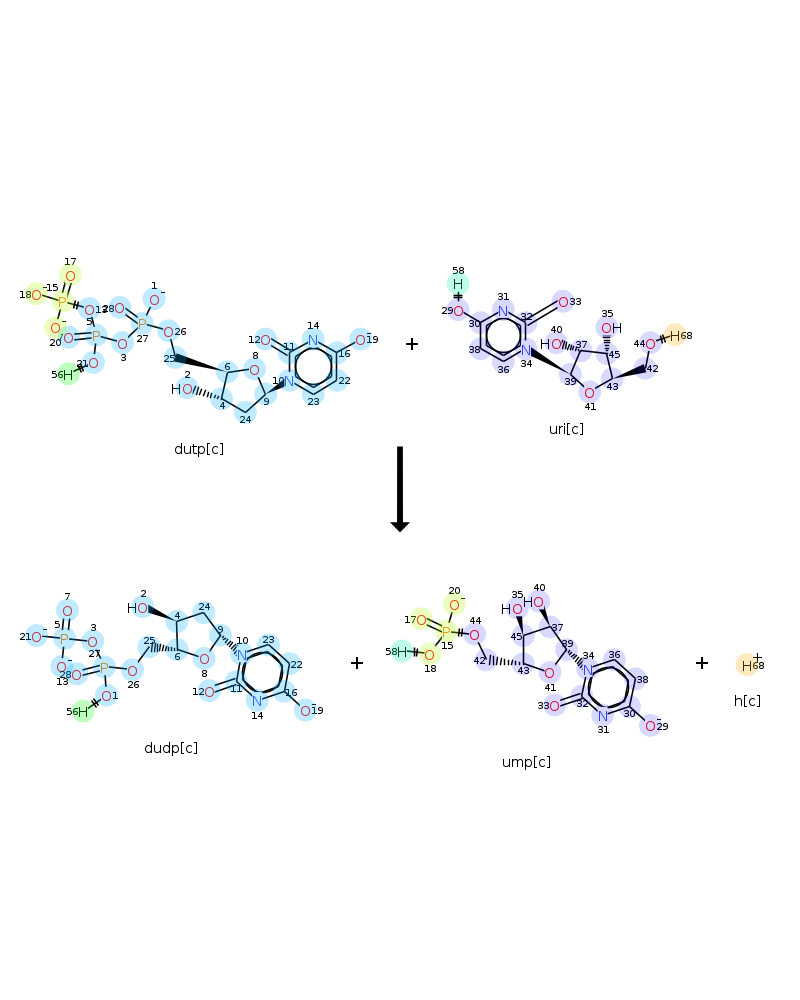 17
18 O-
15
O
P
O
13
28 O
1
O-
5
O-
20
P
O
3
P
27
O 26
21 O
56 H
25
6
8
O
2
HO
4
24
9
10 N
11
12 O
14
N
16
O- 19
22
23
dutp[c]
+
58
H
29 O
30
31
N
32
O 33
38
36
N
34
35
OH
40
HO
37
45
39
O
41
43
42
44 O
H 68
uri[c]
7
O
21 O-
5
P
3
O
O-
13
28 O
27
P
O
26
O 1
56 H
2
HO
4
24
25
6
9
O
8
10
N
23
22
11
12 O
N
14
16
O- 19
dudp[c]
+
20
O-
17 O
P
15
44
O
58 H
O
18
42
35
HO
40
HO
45
37
39
43
O
41
34
N
36
38
32
33 O
N
31
30
O- 29
ump[c]
+
H+ 68
h[c]